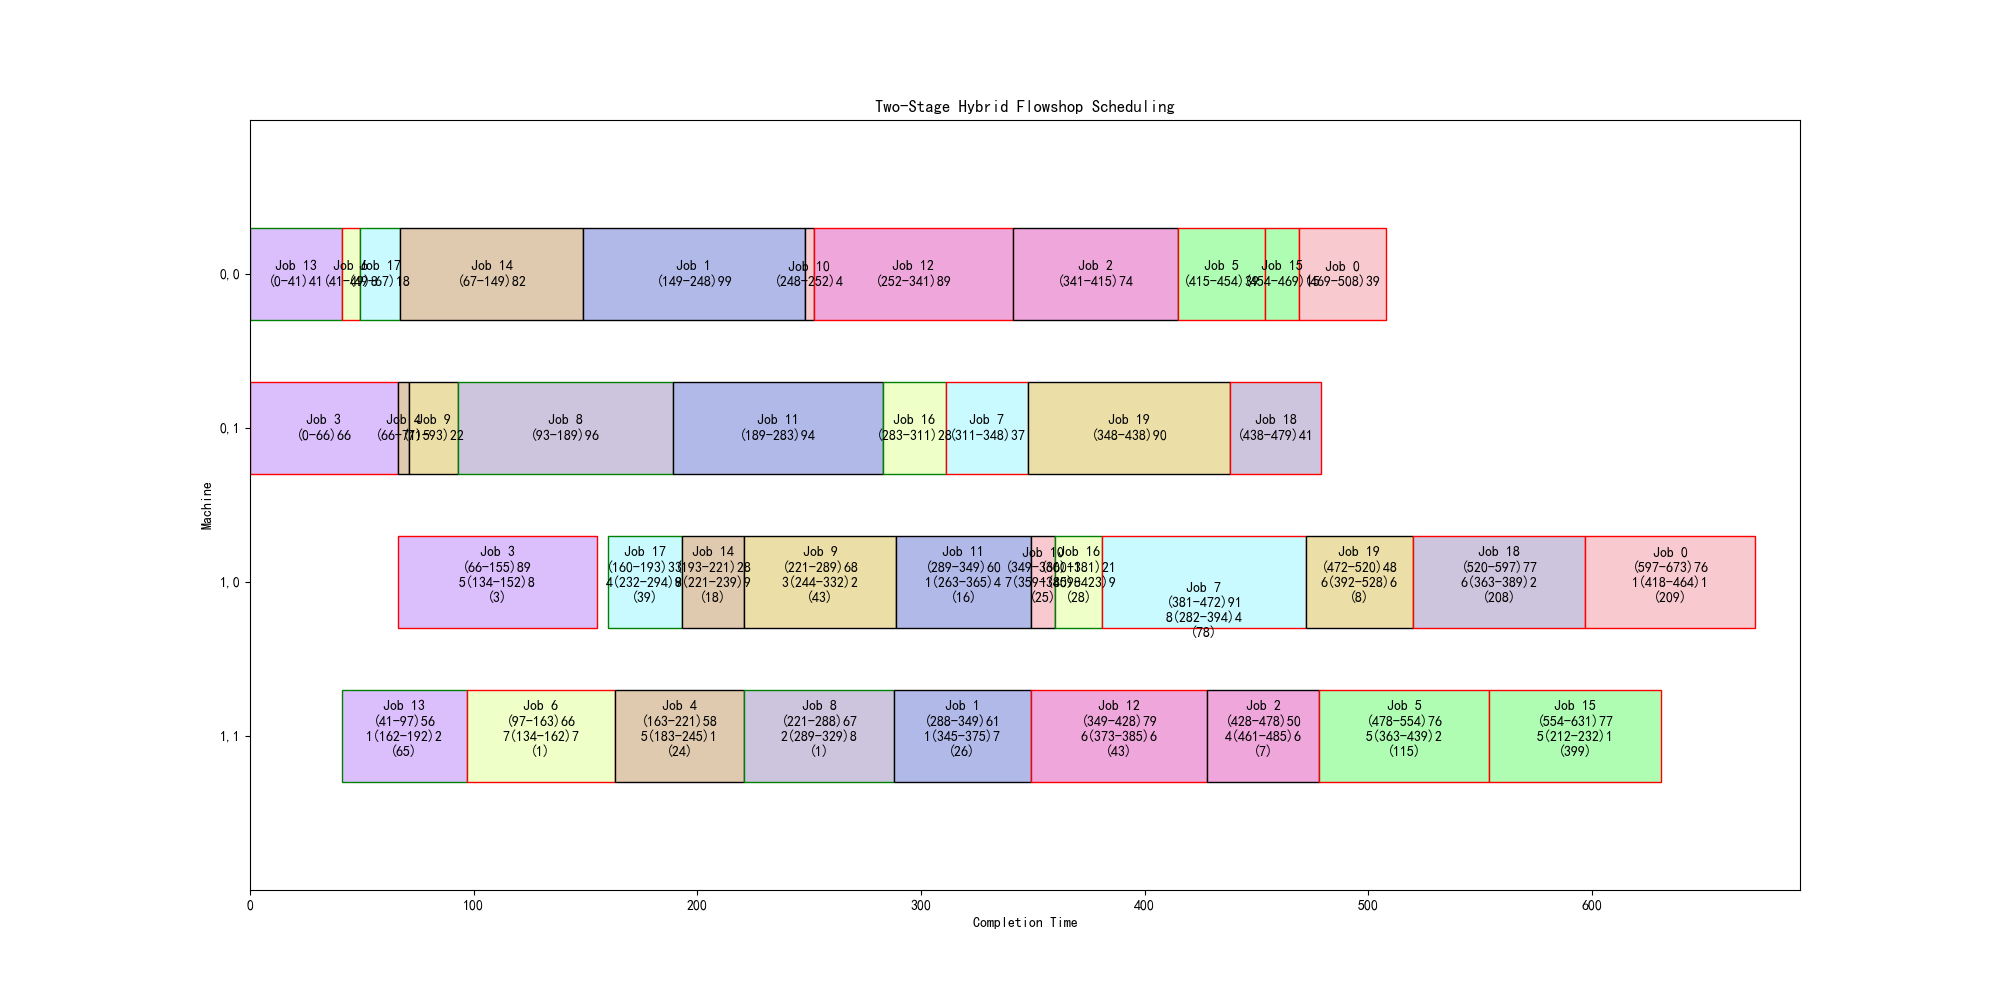 Two-Stage Hybrid Flowshop Scheduling
Machine
0,0
Job 13
(0-41)41
Job 6
(41-49)8
Job 17
(49-67)18
Job 14
(67-149)82
Job 1
(149-248)99
Job 10
(248-252)4
Job 12
(252-341)89
Job 2
(341-415)74
Job 5
(415-454)39
Job 15
(454-469)15
Job 0
(469-508)39
0,1
Job 3
(0-66)66
Job 4
(66-71)5
Job 9
(71-93)22
Job 8
(93-189)96
Job 11
(189-283)94
Job 16
(283-311)28
Job 7
(311-348)37
Job 19
(348-438)90
Job 18
(438-479)41
1,0
Job 3
(66-155)89
5(134-152)8
(3)
Job 17
(160-193)33
(39)
Job 14
(193-221)28
(18)
Job 9
(221-289)68
3(244-332)2
(43)
Job 11
(289-349)60
1(263-365)4
(16)
Job 10
(349-360)11
(25)
Job 16
(360-381)21
(28)
Job 7
(381-472)91
8(282-394)4
(78)
Job 19
(472-520)48
6(392-528)6
(8)
Job 18
(520-597)77
6(363-389)2
(208)
Job 0
(597-673)76
1(418-464)1
(209)
1,1
Job 13
(41-97)56
1(162-192)2
(65)
Job 6
(97-163)66
7(134-162)7
(1)
Job 4
(163-221)58
5(183-245)1
(24)
Job 8
(221-288)67
2(289-329)8
(1)
Job 1
(288-349)61
1(345-375)7
(26)
Job 12
(349-428)79
6(373-385)6
(43)
Job 2
(428-478)50
4(461-485)6
(7)
Job 5
(478-554)76
5(363-439)2
(115)
Job 15
(554-631)77
5(212-232)1
(399)
0 100 200 300 400 500 600
Completion Time